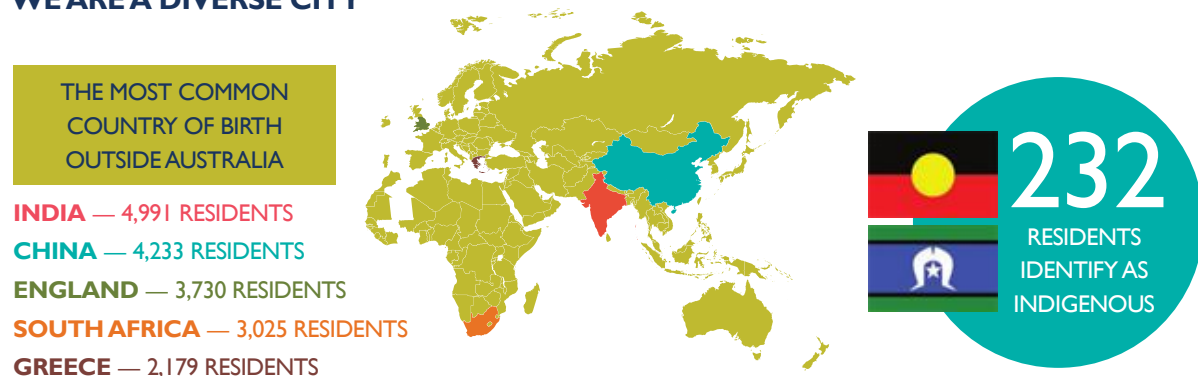 WE ARE A DIVERSE CITY
THE MOST COMMON
COUNTRY OF BIRTH
OUTSIDE AUSTRALIA
INDIA — 4,991 RESIDENTS
CHINA — 4,233 RESIDENTS
ENGLAND — 3,730 RESIDENTS
SOUTH AFRICA — 3,025 RESIDENTS
GREECE — 2,179 RESIDENTS
232
RESIDENTS
IDENTIFY AS
INDIGENOUS